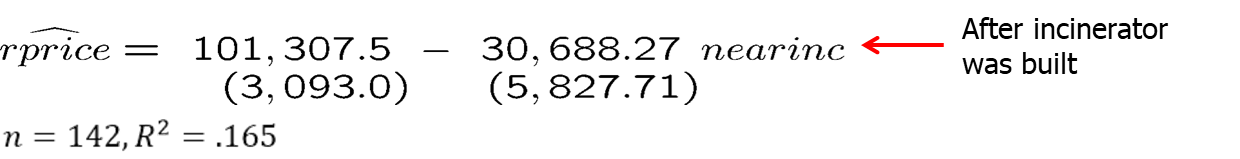 $\widehat{rprice}$ = 101,307.5 − 30,688.27 nearinc
(3,093.0) (5,827.71)
n = 142, R² = .165
After incinerator
was built